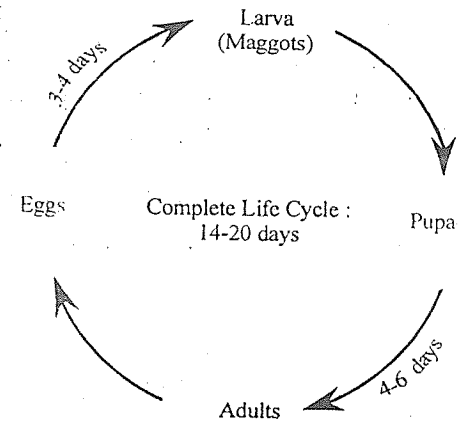 Larva
(Maggots)
3-4 days
Eggs
Complete Life Cycle :
14-20 days
Pupa
4-6 days
Adults